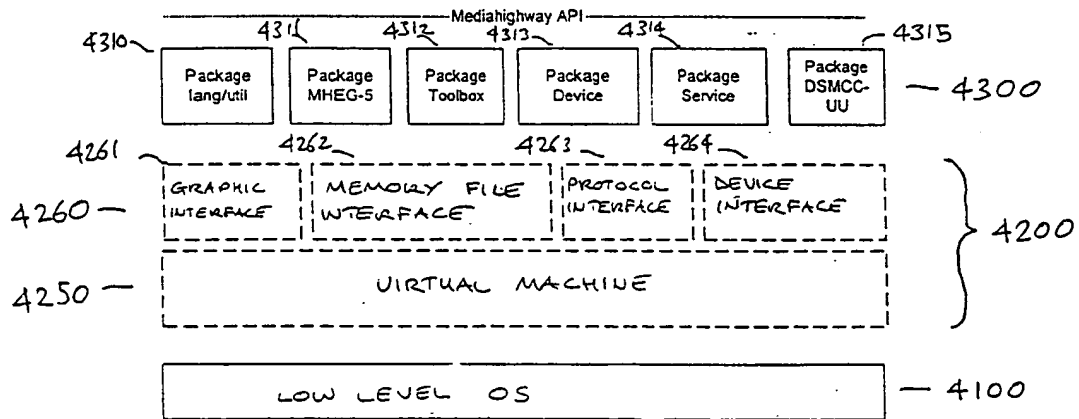 Mediahighway API
4310
4311
4312
4313
4314
4315
Package
lang/util
Package
MHEG-5
Package
Toolbox
Package
Device
Package
Service
Package
DSMCC-
UU
4300
4261
4262
4263
4264
GRAPHIC
INTERFACE
MEMORY FILE
INTERFACE
PROTOCOL
INTERFACE
DEVICE
INTERFACE
4260
4200
4250
VIRTUAL MACHINE
LOW LEVEL OS
4100